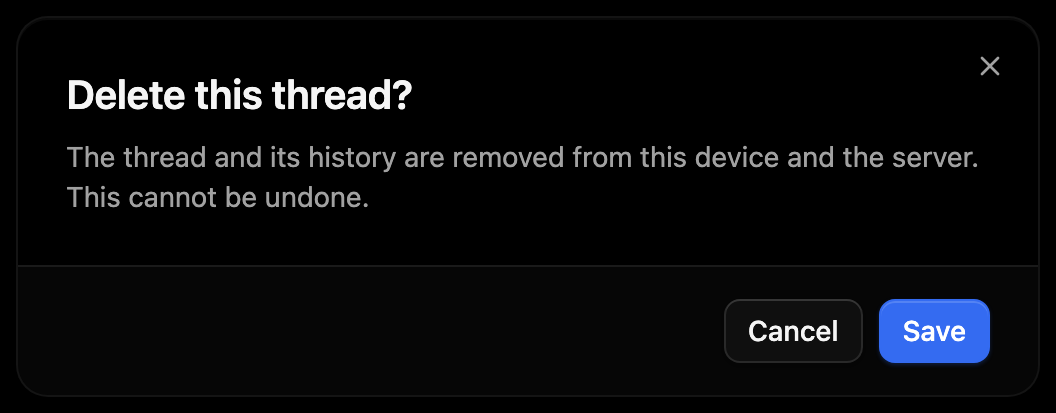 Delete this thread?
The thread and its history are removed from this device and the server.
This cannot be undone.
Cancel
Save